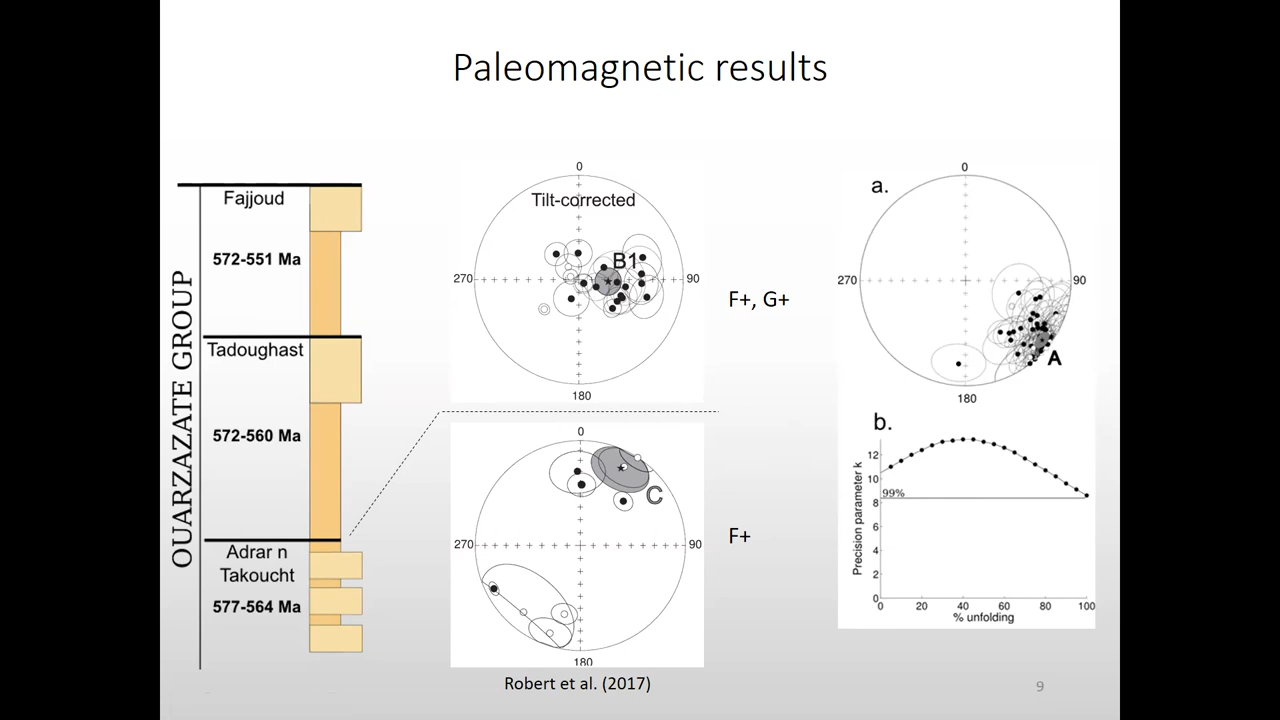 Paleomagnetic results
OUARZAZATE GROUP
Fajjoud
572-551 Ma
Tadoughast
572-560 Ma
Adrar n
Takoucht
577-564 Ma
0
Tilt-corrected
B1
270
90
180
F+, G+
0
C
270
90
180
F+
Robert et al. (2017)
a.
0
270
90
A
180
b.
Precision parameter k
12
10
8
6
4
2
0
99%
0
20
40
60
80
100
% unfolding
9